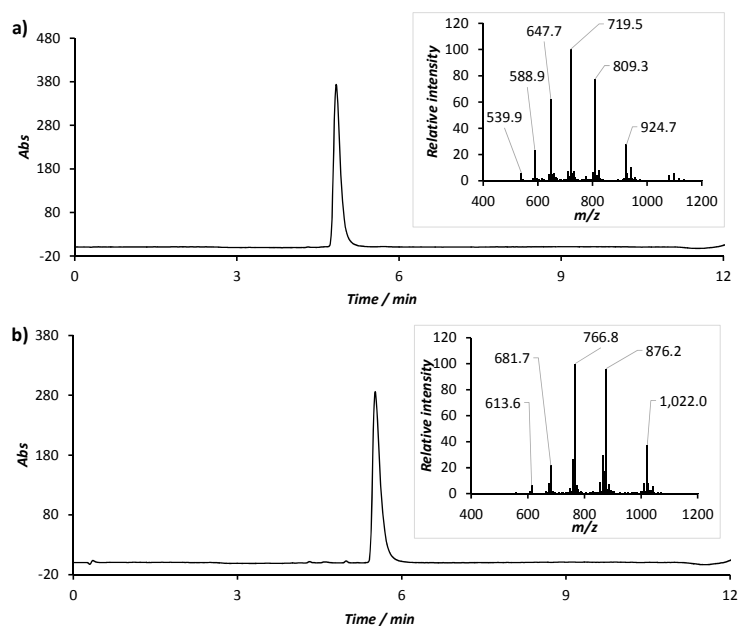 a)
480
380
280
180
80
-20
Abs
0 3 6 9 12
Time / min
120
100
80
60
40
20
0
Relative intensity
719.5
647.7
809.3
588.9
924.7
539.9
400 600 800 1000 1200
m/z
b)
380
280
180
80
-20
Abs
0 3 6 9 12
Time / min
120
100
80
60
40
20
0
Relative intensity
766.8
681.7
876.2
613.6
1,022.0
400 600 800 1000 1200
m/z